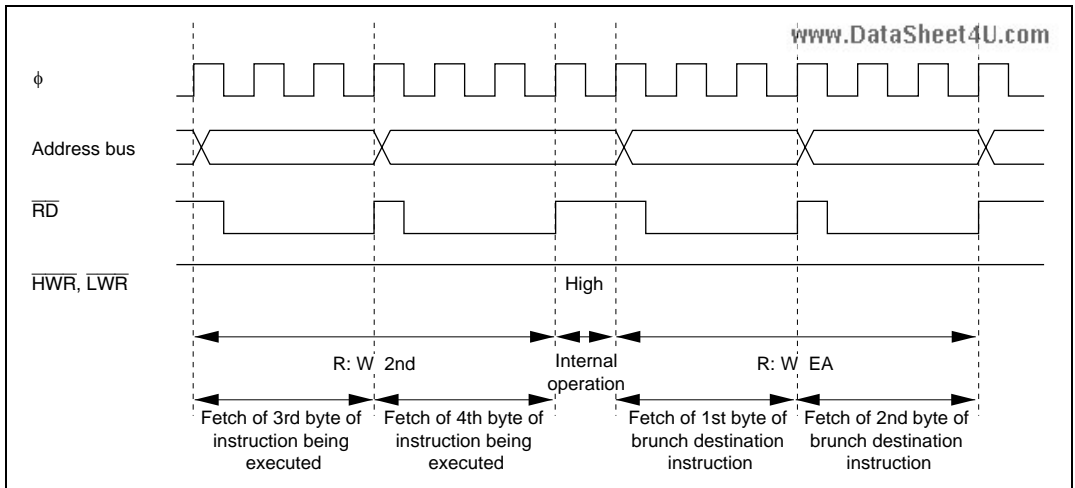 www.DataSheet4U.com
ϕ
Address bus
RD
HWR, LWR
High
R: W 2nd
Internal
operation
R: W EA
Fetch of 3rd byte of
instruction being
executed
Fetch of 4th byte of
instruction being
executed
Fetch of 1st byte of
brunch destination
instruction
Fetch of 2nd byte of
brunch destination
instruction